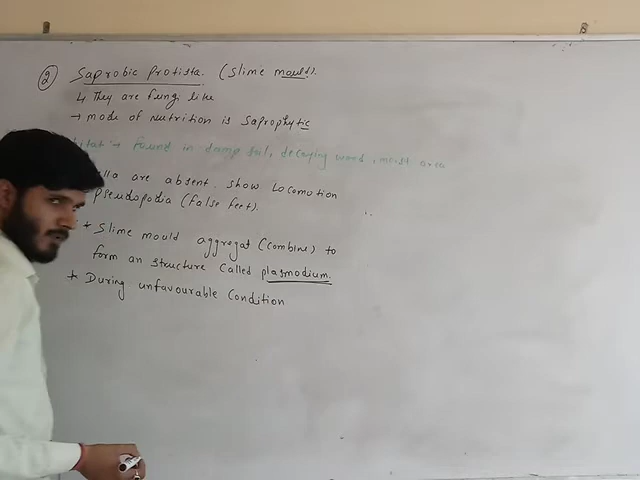 ② Saprobic Protista. (Slime mould).
↳ They are fungi like
→ mode of Nutrition is Saprophytic
itat → found in damp soil, decaying wood, moist area
lla are absent. show Locomotion
Pseudopodia (false feet).
* Slime mould aggregat (combine) to
form an structure called plasmodium.
* During unfavourable Condition